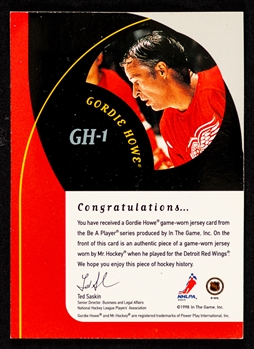 GORDIE HOWE®
GH-1
Congratulations...
You have received a Gordie Howe® game-worn jersey card from
the Be A Player® series produced by In The Game, Inc. On the
front of this card is an authentic piece of a game-worn jersey
worn by Mr. Hockey® when he played for the Detroit Red Wings®.
We hope you enjoy this piece of hockey history.
Ted Saskin
Senior Director, Business and Legal Affairs
National Hockey League Players' Association
NHLPA
©1998 In The Game, Inc.
Gordie Howe® and Mr Hockey® are registered trademarks of Power Play International, Inc.